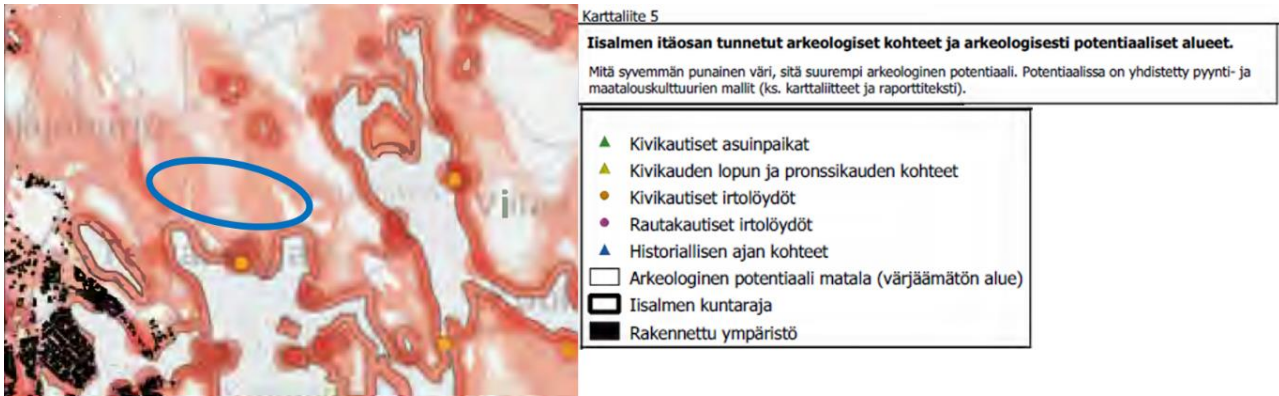 Karttaliite 5
Iisalmen itäosan tunnetut arkeologiset kohteet ja arkeologisesti potentiaaliset alueet.
Mitä syvemmän punainen väri, sitä suurempi arkeologinen potentiaali. Potentiaalissa on yhdistetty pyynti- ja
maatalouskulttuurien mallit (ks. karttaliitteet ja raporttiteksti).
Kivikautiset asuinpaikat
Kivikauden lopun ja pronssikauden kohteet
Kivikautiset irtolöydöt
Rautakautiset irtolöydöt
Historiallisen ajan kohteet
Arkeologinen potentiaali matala (värjäämätön alue)
Iisalmen kuntaraja
Rakennettu ympäristö